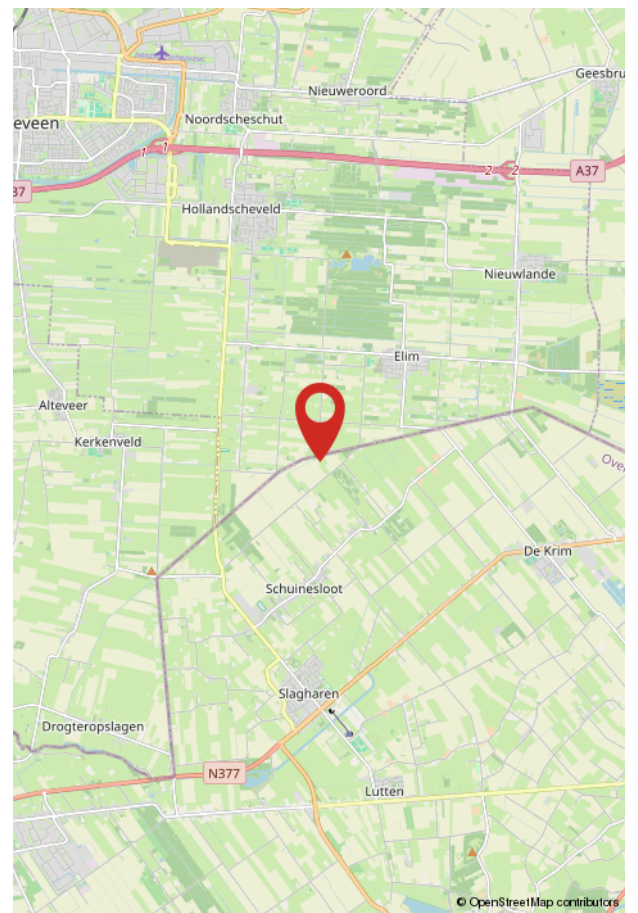 Geesbru
Nieuweroord
Noordscheschut
eveen
1
1
2
2
A37
37
Hollandscheveld
Nieuwlande
Elim
Alteveer
Kerkenveld
Over
De Krim
Schuinesloot
Slagharen
Drogteropslagen
N377
Lutten
© OpenStreetMap contributors